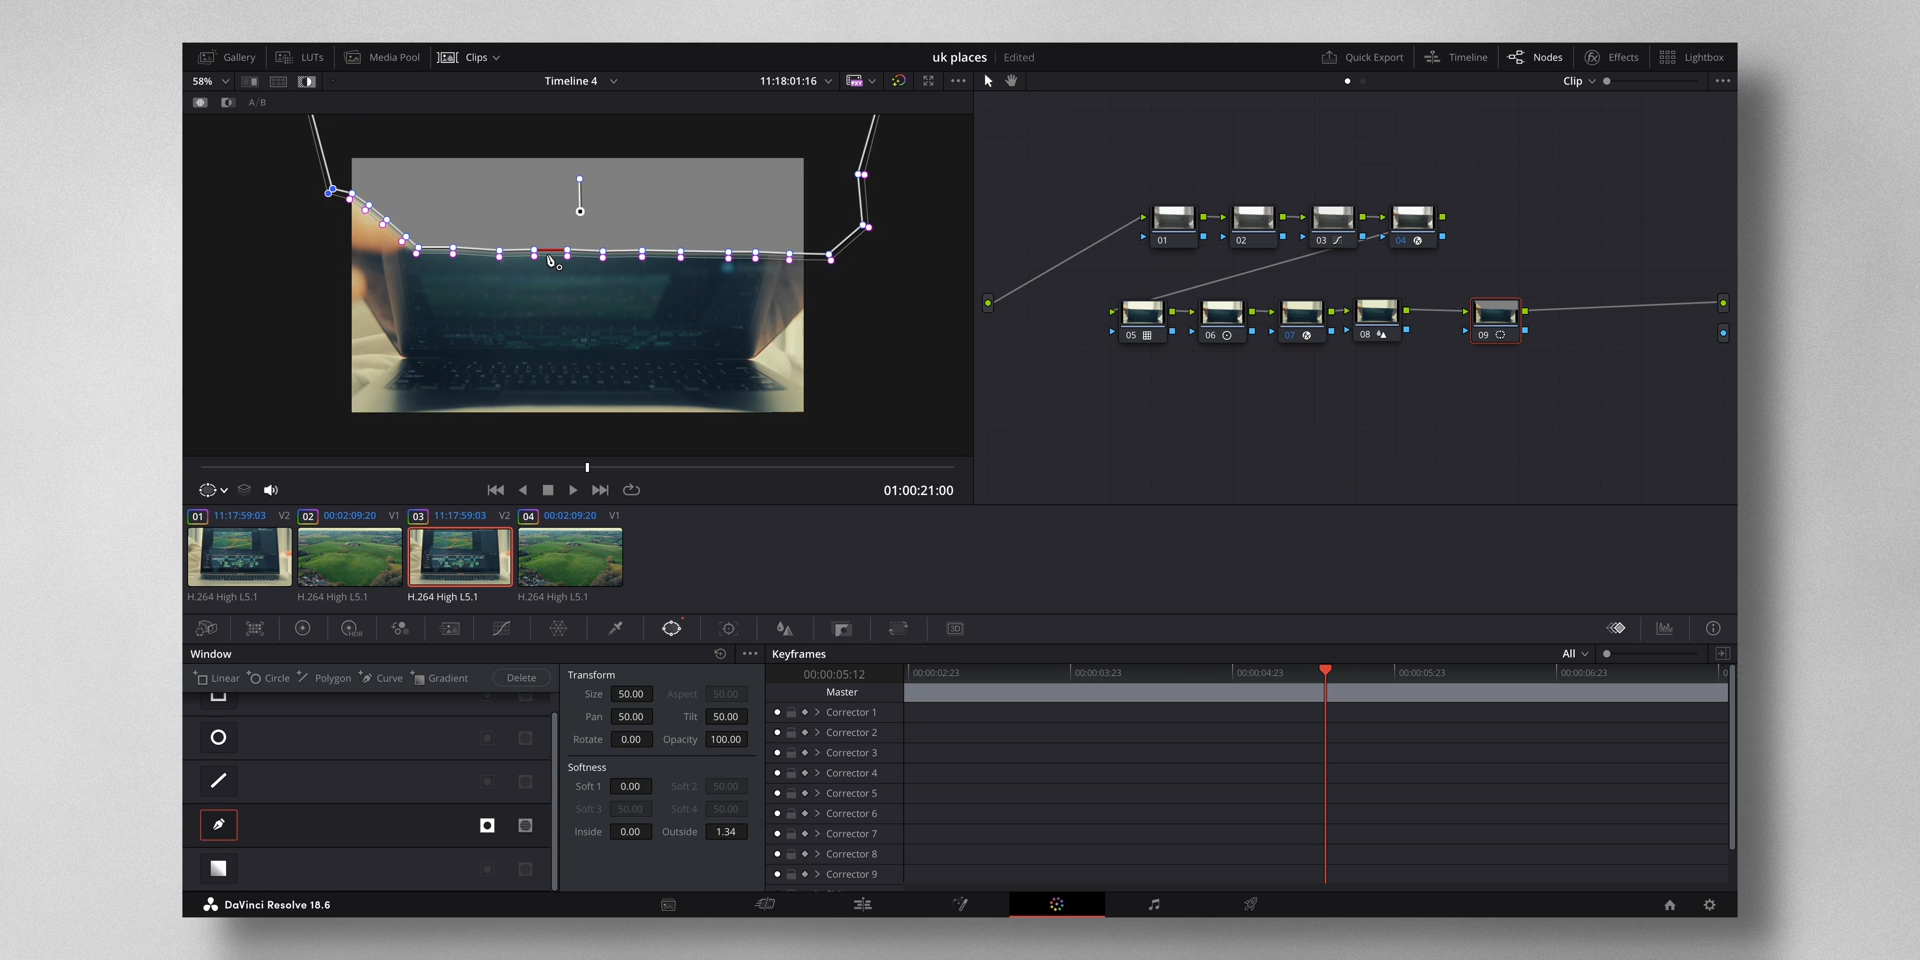 Gallery LUTs Media Pool Clips uk places Edited Quick Export Timeline Nodes Effects Lightbox
58% Timeline 4 11:18:01:16 Clip
A/B
01 02 03 04
05 06 07 08 09
01:00:21:00
01 11:17:59:03 V2 02 00:02:09:20 V1 03 11:17:59:03 V2 04 00:02:09:20 V1
H.264 High L5.1 H.264 High L5.1 H.264 High L5.1 H.264 High L5.1
HDR 3D
Window Keyframes All
Linear Circle Polygon Curve Gradient Delete
Transform
Size 50.00 Aspect 50.00
Pan 50.00 Tilt 50.00
Rotate 0.00 Opacity 100.00
Softness
Soft 1 0.00 Soft 2 50.00
Soft 3 50.00 Soft 4 50.00
Inside 0.00 Outside 1.34
00:00:05:12 00:00:02:23 00:00:03:23 00:00:04:23 00:00:05:23 00:00:06:23 0
Master
Corrector 1
Corrector 2
Corrector 3
Corrector 4
Corrector 5
Corrector 6
Corrector 7
Corrector 8
Corrector 9
DaVinci Resolve 18.6